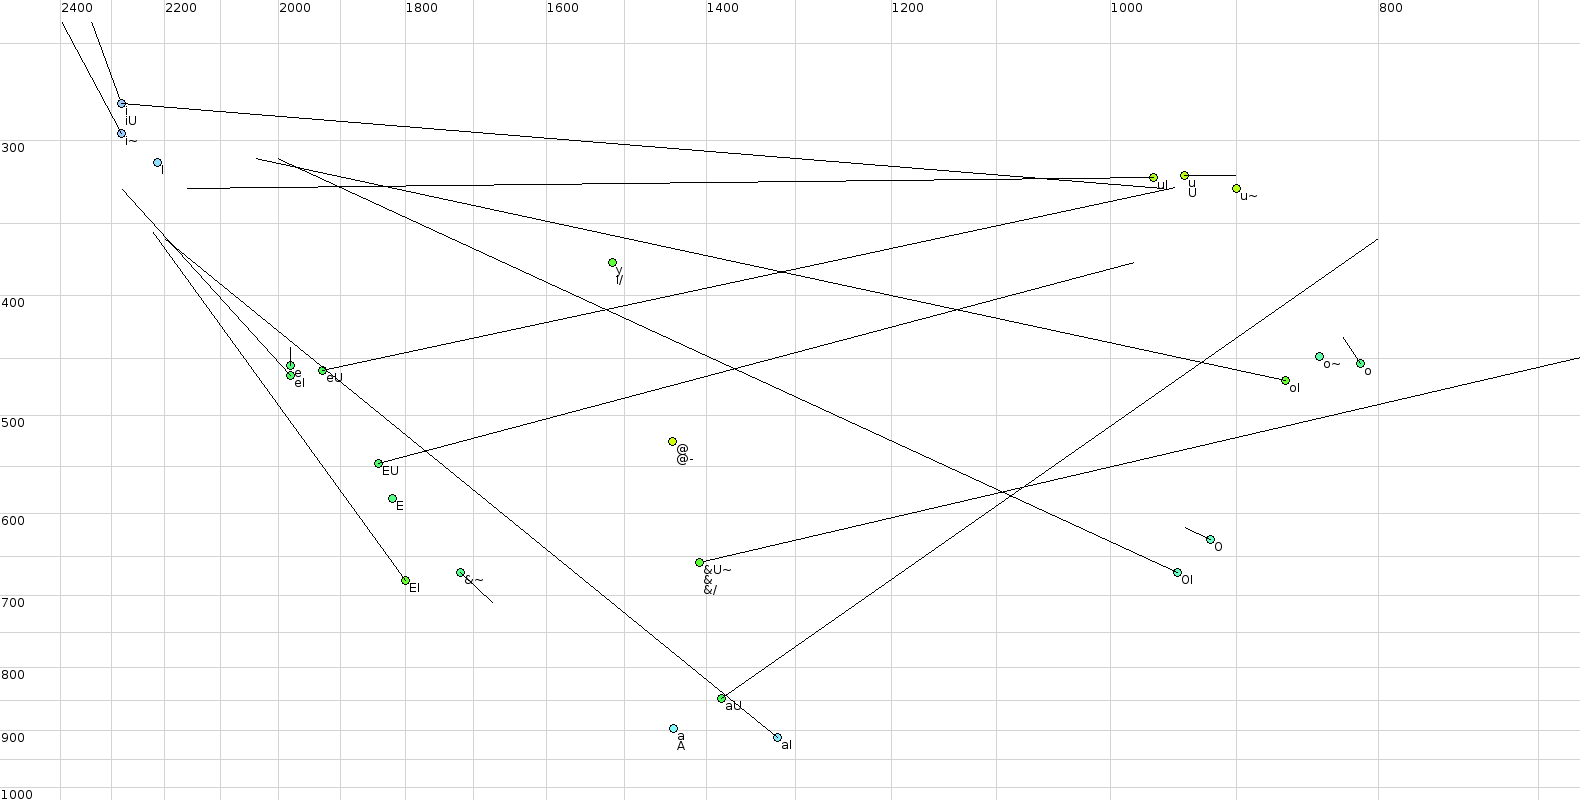 2400 2200 2000 1800 1600 1400 1200 1000 800
i
iU
i~
300
I
uI
u
U
u~
y
I/
400
e
eI
eU
o~
o
oI
500
@
@-
EU
E
600
O
&U~
&
&/
&~
EI
OI
700
800
aU
a
A
aI
900
1000